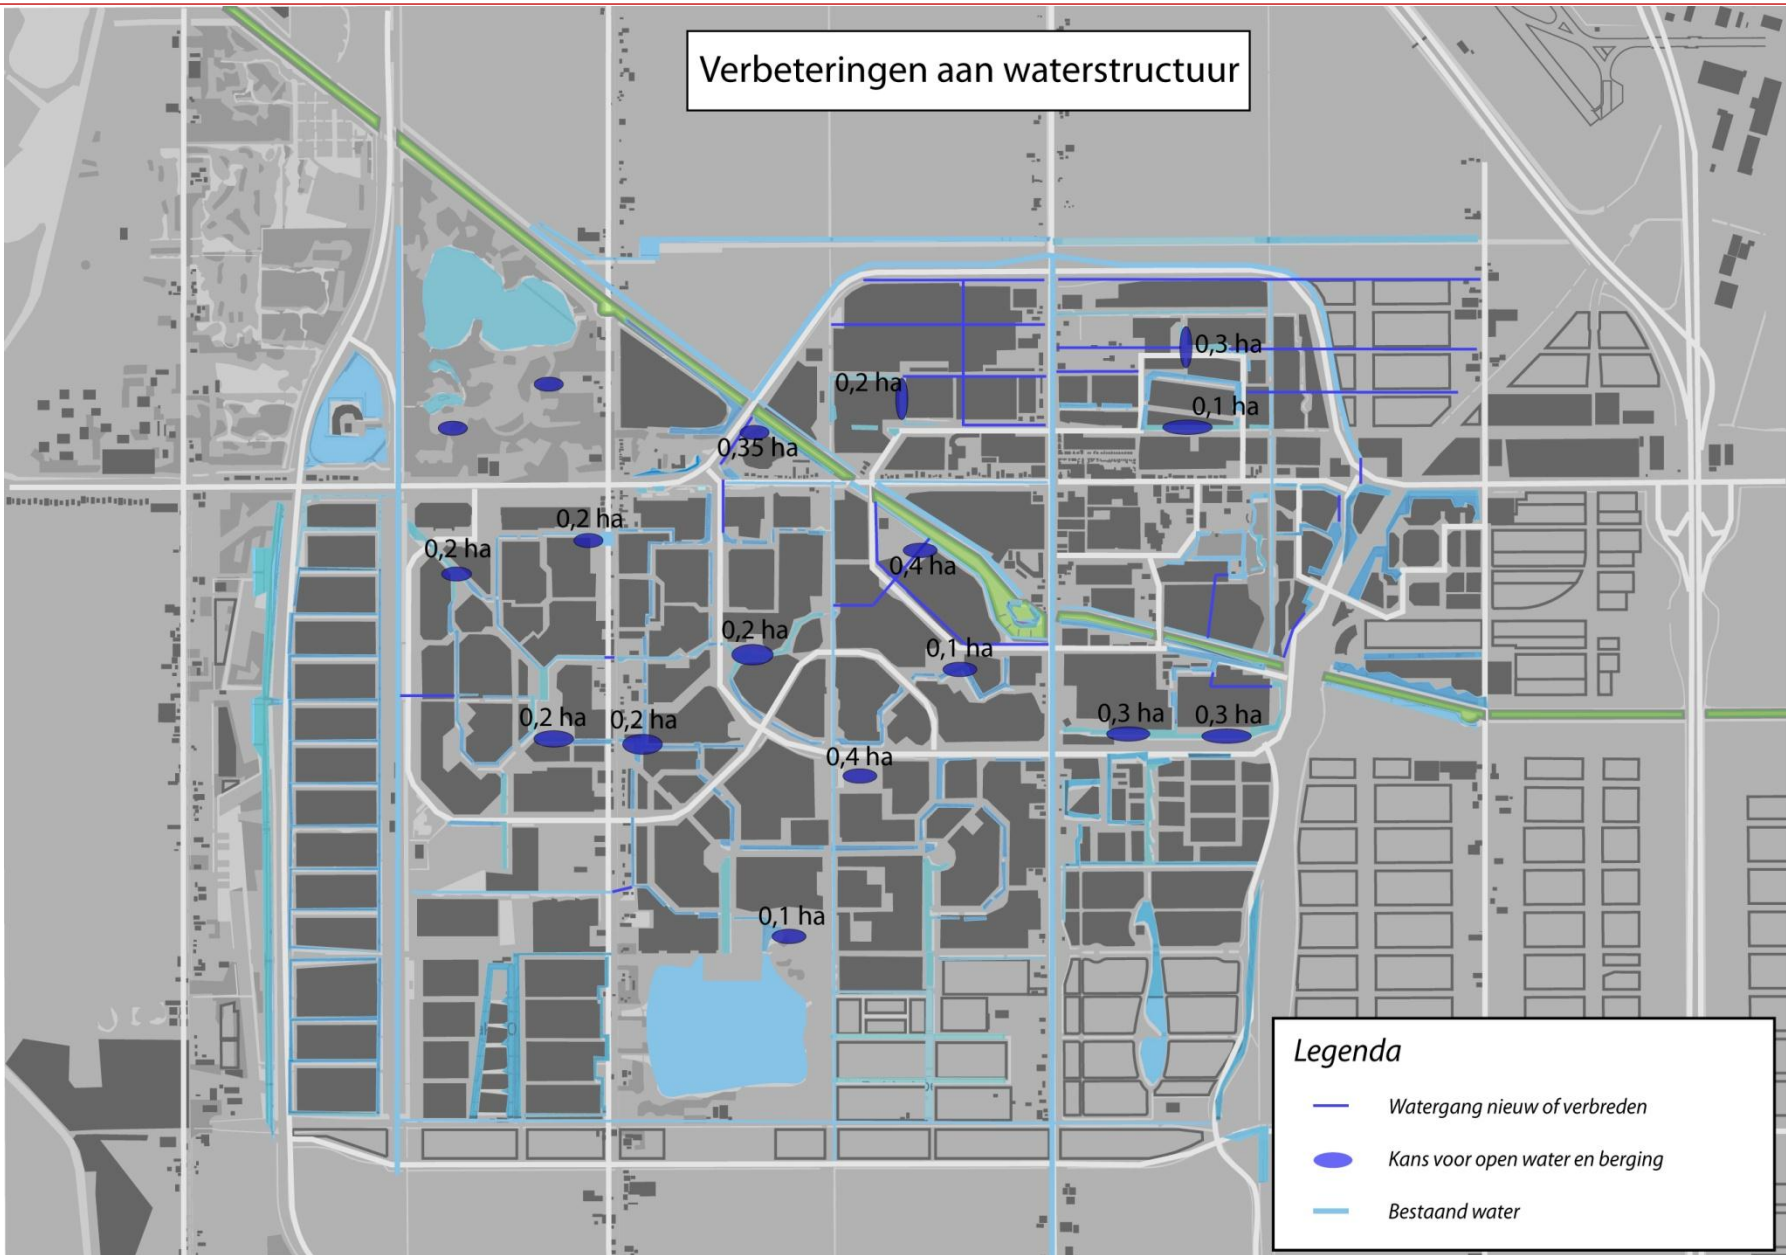 Verbeteringen aan waterstructuur
0,3 ha
0,2 ha
0,1 ha
0,35 ha
0,2 ha
0,2 ha
0,4 ha
0,2 ha
0,1 ha
0,2 ha
0,2 ha
0,3 ha
0,3 ha
0,4 ha
0,1 ha
Legenda
Watergang nieuw of verbreden
Kans voor open water en berging
Bestaand water